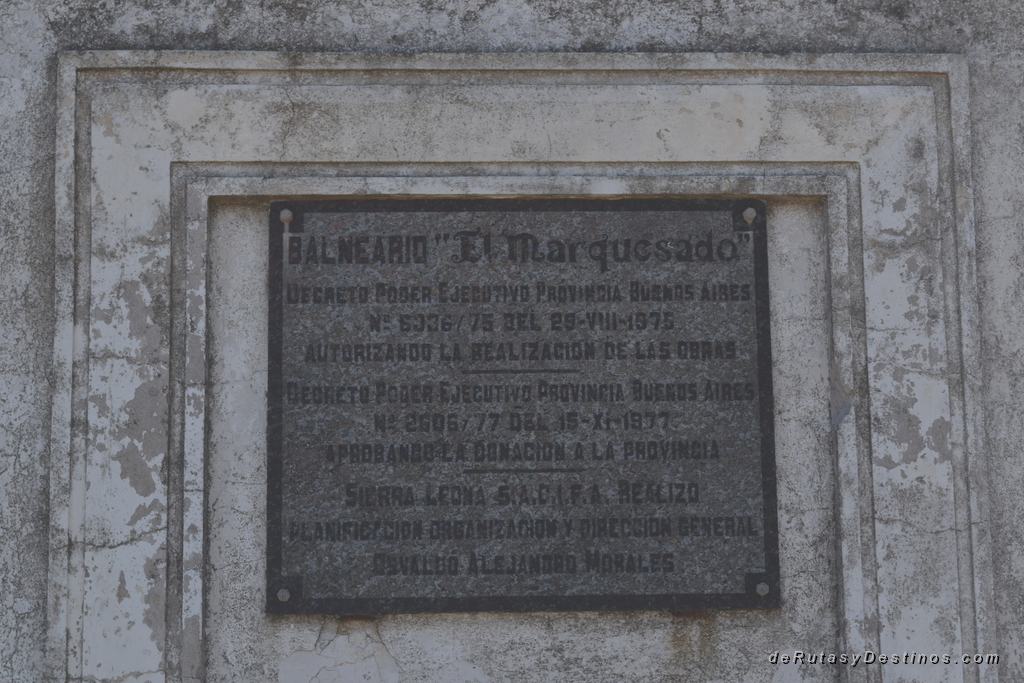 BALNEARIO "El Marquesado"
DECRETO PODER EJECUTIVO PROVINCIA BUENOS AIRES
Nº 6336/75 DEL 29-VIII-1975
AUTORIZANDO LA REALIZACION DE LAS OBRAS
DECRETO PODER EJECUTIVO PROVINCIA BUENOS AIRES
Nº 2606/77 DEL 15-XI-1977
APROBANDO LA DONACION A LA PROVINCIA
SIERRA LEONA S.A.C.I.F.A. REALIZO
PLANIFICACION ORGANIZACION Y DIRECCION GENERAL
OSVALDO ALEJANDRO MORALES
deRutasyDestinos.com